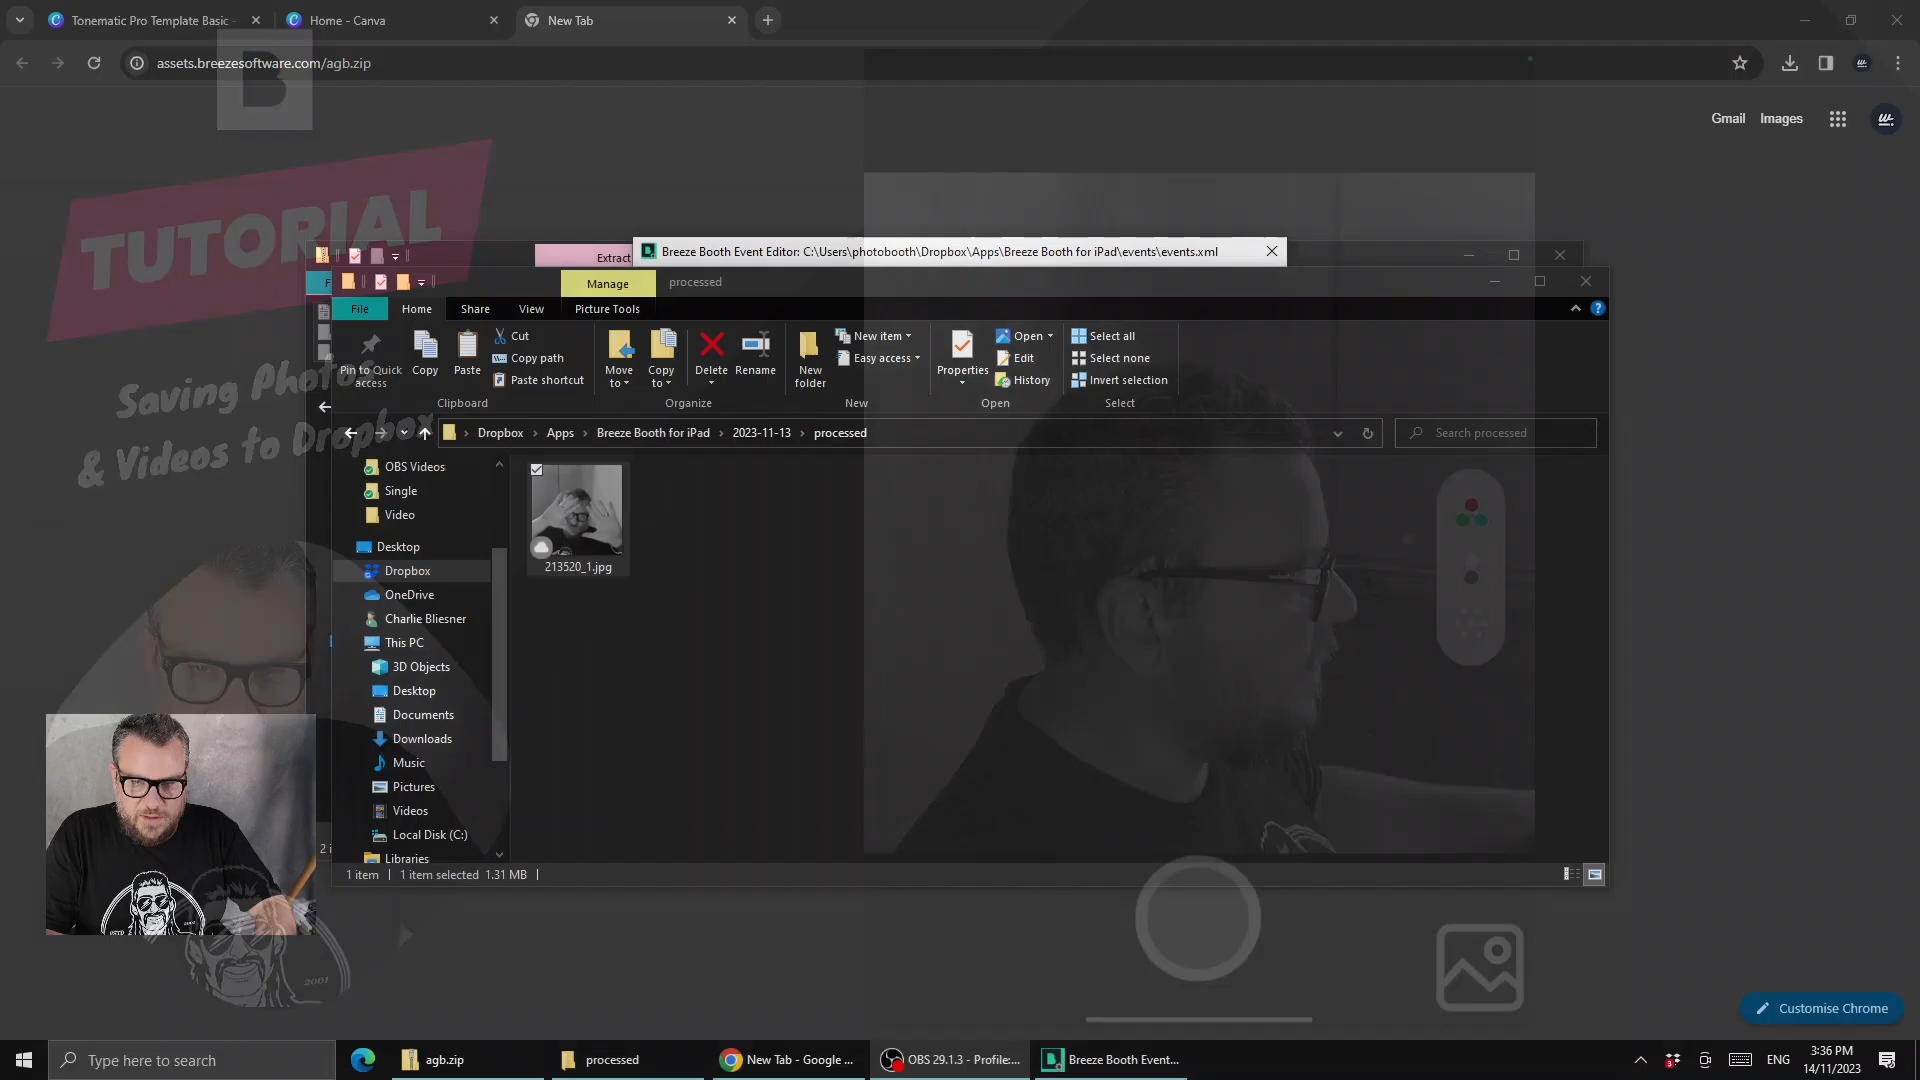 Tonematic Pro Template Basic -
Home - Canva
New Tab
assets.breezesoftware.com/agb.zip
B
Gmail
Images
TUTORIAL
Saving Photos
& Videos to Dropbox
Extract
Breeze Booth Event Editor: C:\Users\photobooth\Dropbox\Apps\Breeze Booth for iPad\events\events.xml
Manage
processed
File
Home
Share
View
Picture Tools
Pin to Quick access
Copy
Paste
Cut
Copy path
Paste shortcut
Move to
Copy to
Delete
Rename
New folder
New item
Easy access
Properties
Open
Edit
History
Select all
Select none
Invert selection
Clipboard
Organize
New
Open
Select
Dropbox
Apps
Breeze Booth for iPad
2023-11-13
processed
Search processed
OBS Videos
Single
Video
Desktop
Dropbox
OneDrive
Charlie Bliesner
This PC
3D Objects
Desktop
Documents
Downloads
Music
Pictures
Videos
Local Disk (C:)
Libraries
213520_1.jpg
2 i
1 item
1 item selected 1.31 MB
2001
Customise Chrome
Type here to search
agb.zip
processed
New Tab - Google ...
OBS 29.1.3 - Profile:...
Breeze Booth Event...
ENG
3:36 PM
14/11/2023